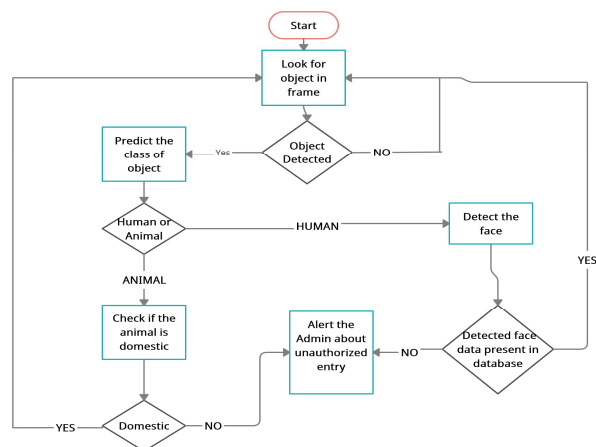 Start
Look for
object in
frame
Object
Detected
Yes
NO
Predict the
class of
object
Human or
Animal
HUMAN
Detect the
face
ANIMAL
YES
Check if the
animal is
domestic
Alert the
Admin about
unauthorized
entry
NO
Detected face
data present in
database
YES
Domestic
NO